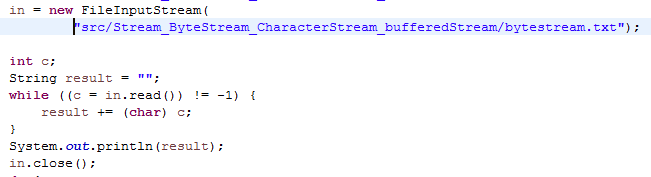 in = new FileInputStream(
"src/Stream_ByteStream_CharacterStream_bufferedStream/bytestream.txt");
int c;
String result = "";
while ((c = in.read()) != -1) {
result += (char) c;
}
System.out.println(result);
in.close();